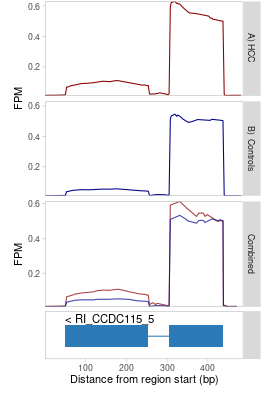 0.6
0.4
0.2
FPM
A) HCC
0.6
0.4
0.2
B) Controls
0.6
0.4
0.2
FPM
Combined
< RI_CCDC115_5
100 200 300 400
Distance from region start (bp)